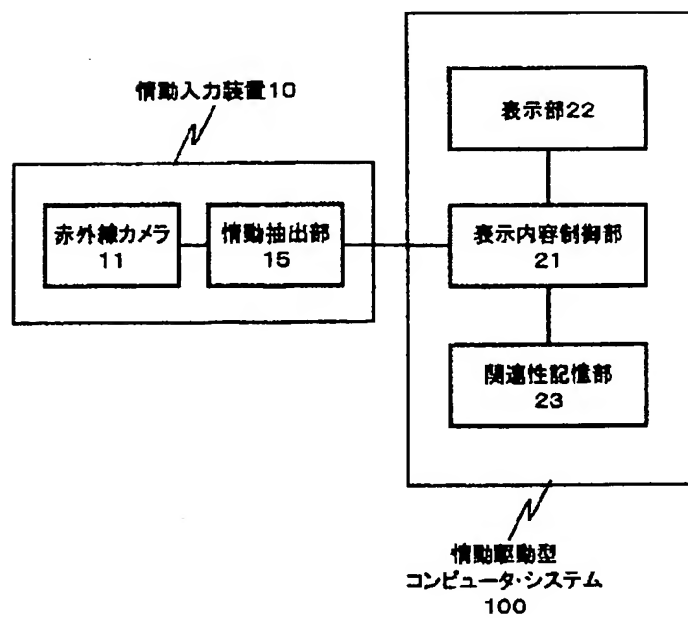 情動入力装置10
赤外線カメラ
11
情動抽出部
15
表示部22
表示内容制御部
21
関連性記憶部
23
情動駆動型
コンピュータ・システム
100